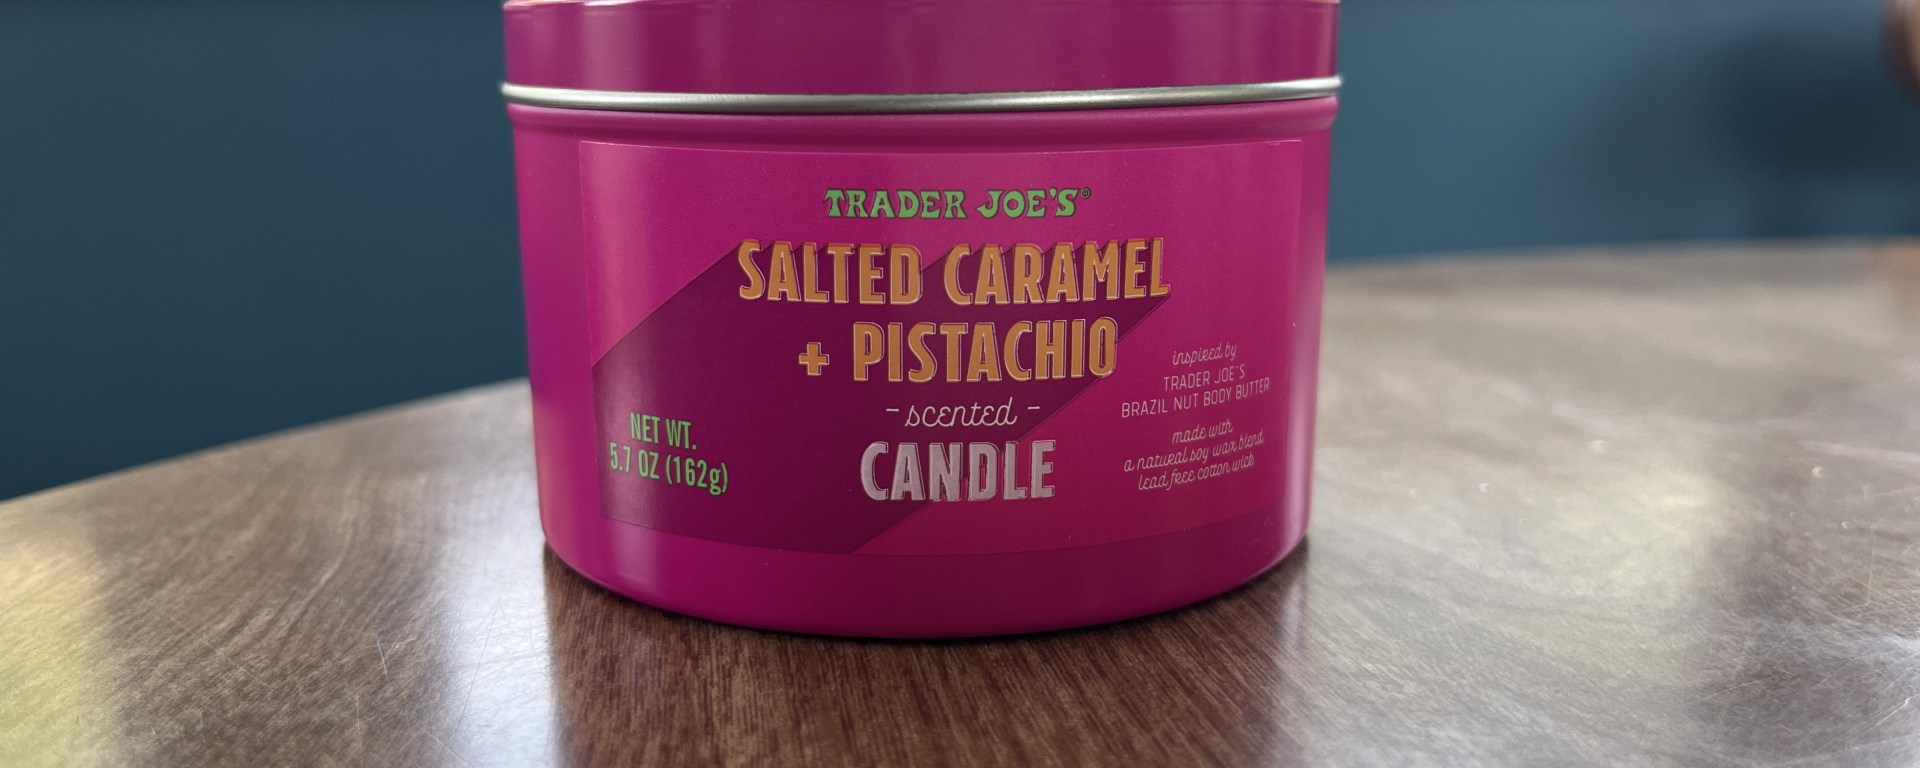 TRADER JOE'S®
SALTED CARAMEL
+ PISTACHIO
- scented -
CANDLE
NET WT.
5.7 OZ (162g)
inspired by
TRADER JOE'S
BRAZIL NUT BODY BUTTER
made with
a natural soy wax blend
lead free cotton wick